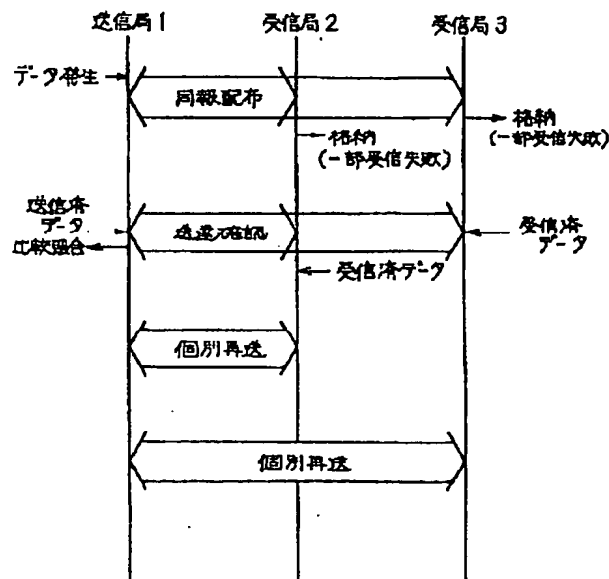 送信局1
受信局2
受信局3
データ発生
同報配布
格納
(一部受信失敗)
格納
(一部受信失敗)
送信済
データ
比較照合
送達確認
受信済
データ
受信済データ
個別再送
個別再送